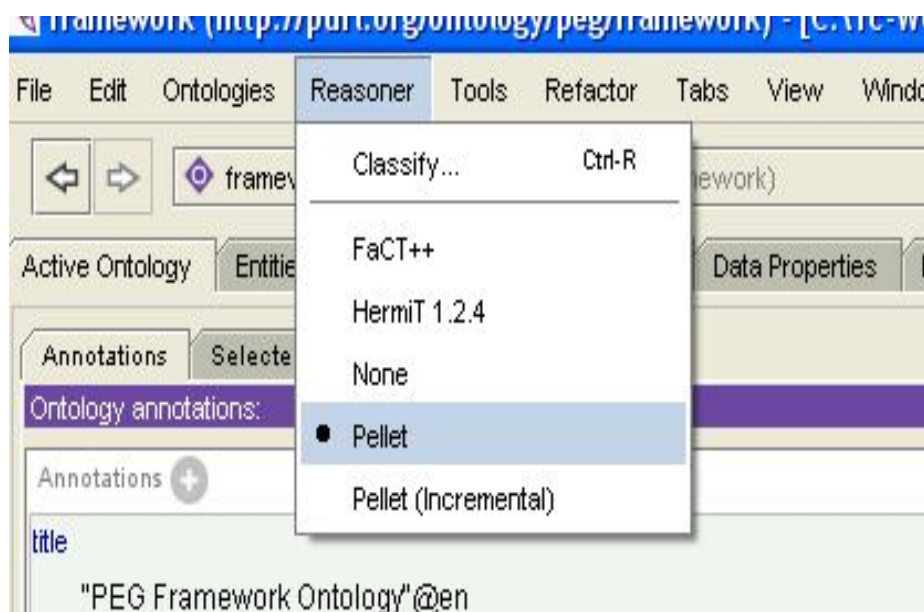 framework (http://purl.org/ontology/peg/framework) - [C:\TC-W
File Edit Ontologies Reasoner Tools Refactor Tabs View Windo
framew
ework)
Classify... Ctrl-R
FaCT++
HermiT 1.2.4
None
Pellet
Pellet (Incremental)
Active Ontology Entitie Data Properties
Annotations Selecte
Ontology annotations:
Annotations
title
"PEG Framework Ontology"@en